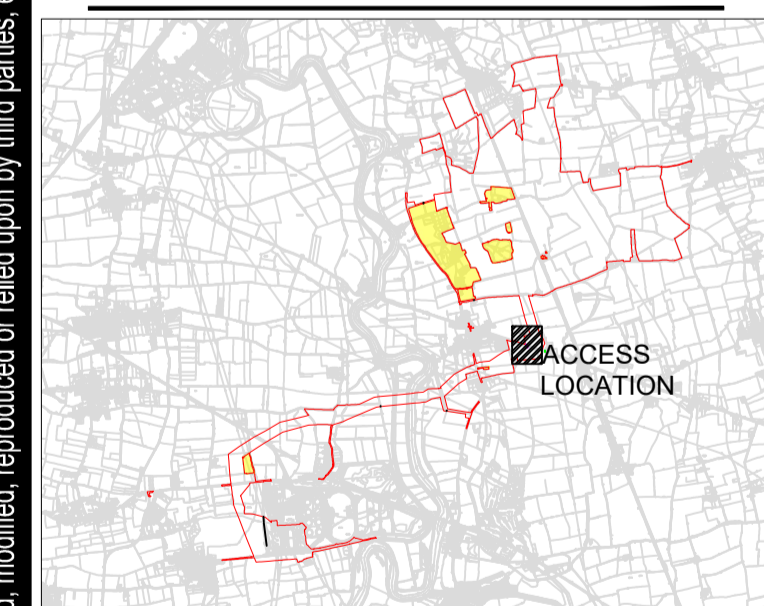 modified, reproduced or relied upon by third parties,
ACCESS
LOCATION